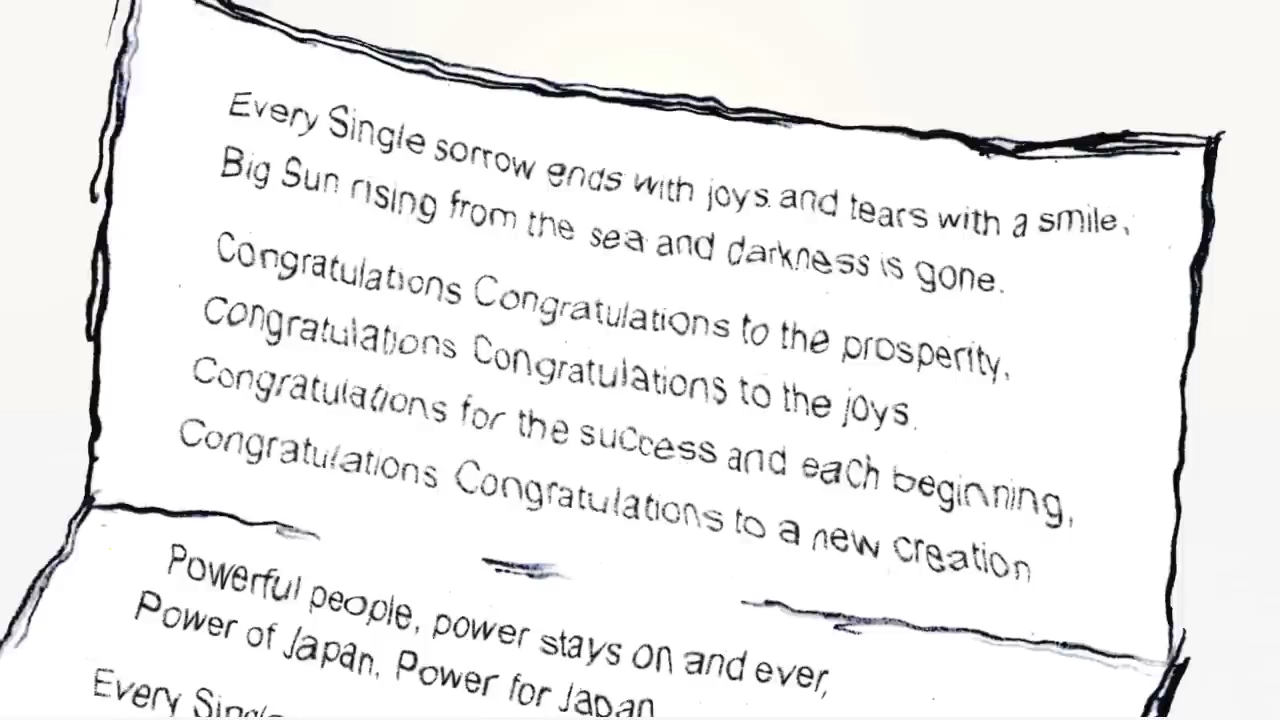 Every Single sorrow ends with joys and tears with a smile,
Big Sun rising from the sea and darkness is gone.
Congratulations Congratulations to the prosperity,
Congratulations Congratulations to the joys.
Congratulations for the success and each beginning,
Congratulations Congratulations to a new creation
Powerful people, power stays on and ever,
Power of Japan, Power for Japan
Every Single